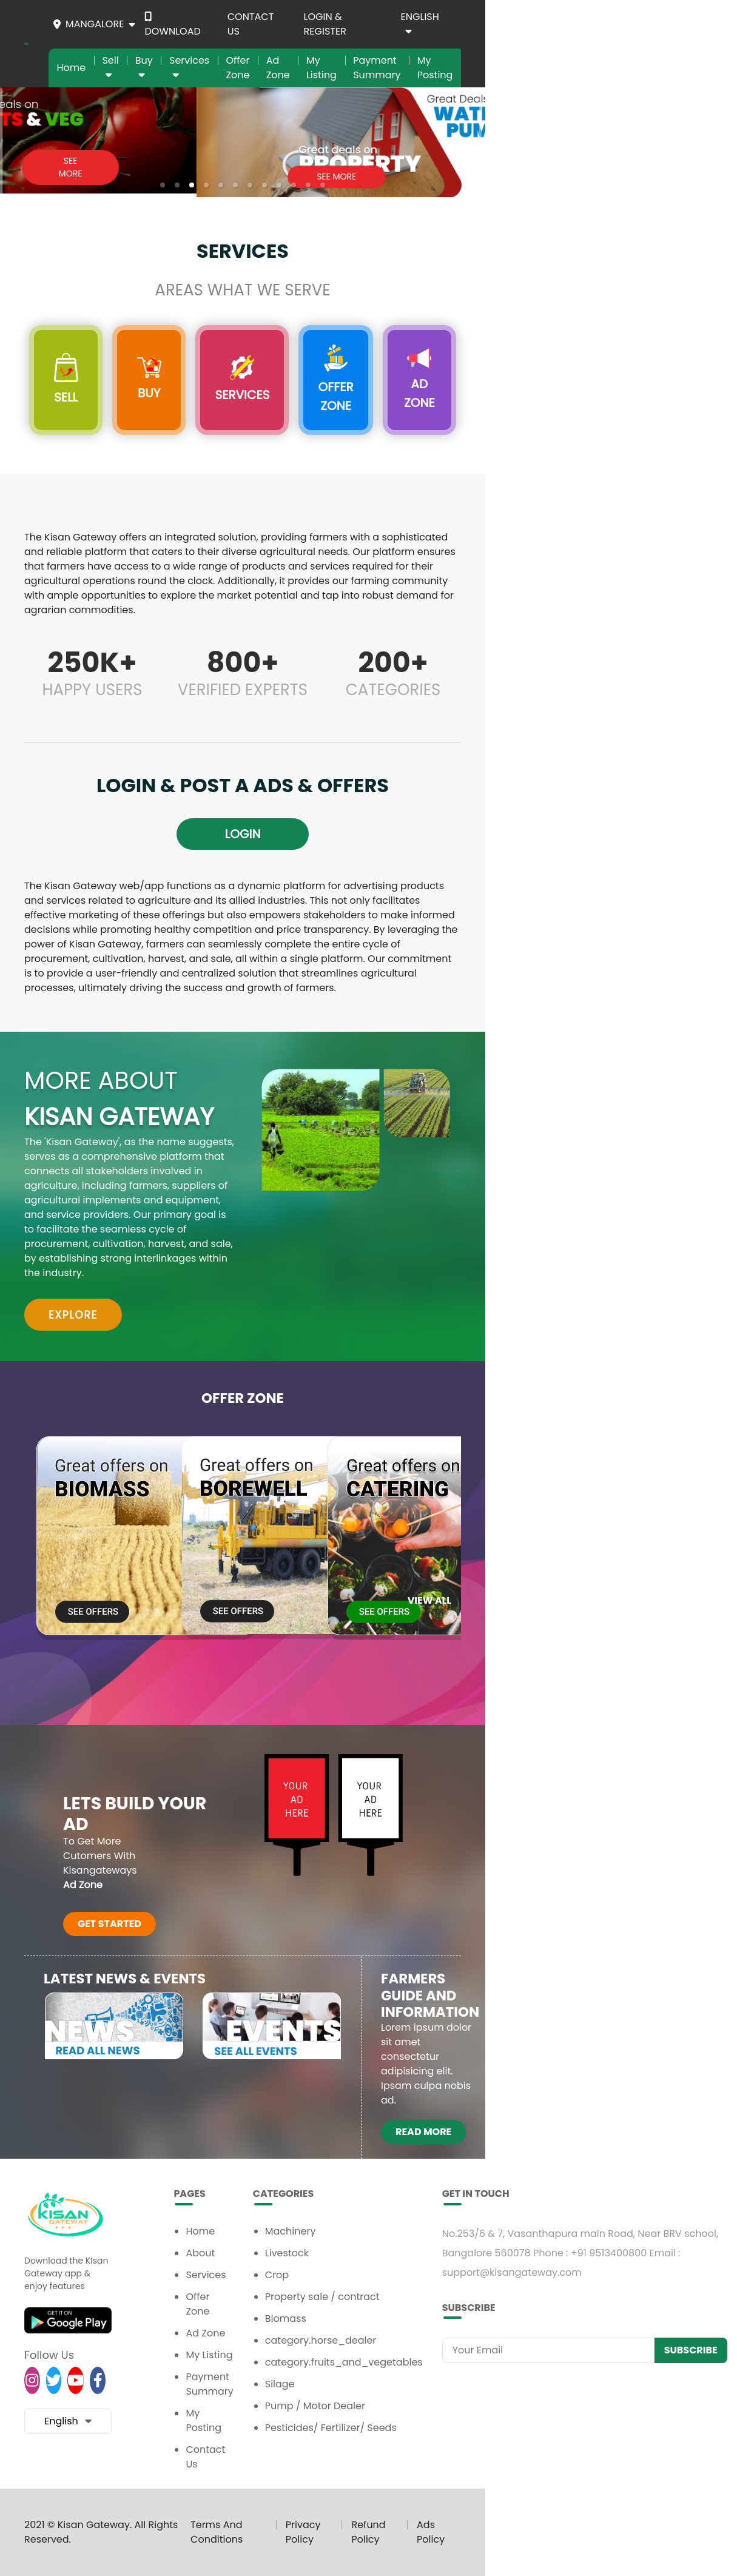 MANGALORE
DOWNLOAD
CONTACT
US
LOGIN &
REGISTER
ENGLISH
Home
Sell
Buy
Services
Offer
Zone
Ad
Zone
My
Listing
Payment
Summary
My
Posting
eals on
TS & VEG
SEE
MORE
Great deals on
PROPERTY
SEE MORE
Great Deals
WAT
PUM
SERVICES
AREAS WHAT WE SERVE
SELL
BUY
SERVICES
OFFER
ZONE
AD
ZONE
The Kisan Gateway offers an integrated solution, providing farmers with a sophisticated
and reliable platform that caters to their diverse agricultural needs. Our platform ensures
that farmers have access to a wide range of products and services required for their
agricultural operations round the clock. Additionally, it provides our farming community
with ample opportunities to explore the market potential and tap into robust demand for
agrarian commodities.
250K+
HAPPY USERS
800+
VERIFIED EXPERTS
200+
CATEGORIES
LOGIN & POST A ADS & OFFERS
LOGIN
The Kisan Gateway web/app functions as a dynamic platform for advertising products
and services related to agriculture and its allied industries. This not only facilitates
effective marketing of these offerings but also empowers stakeholders to make informed
decisions while promoting healthy competition and price transparency. By leveraging the
power of Kisan Gateway, farmers can seamlessly complete the entire cycle of
procurement, cultivation, harvest, and sale, all within a single platform. Our commitment
is to provide a user-friendly and centralized solution that streamlines agricultural
processes, ultimately driving the success and growth of farmers.
MORE ABOUT
KISAN GATEWAY
The 'Kisan Gateway', as the name suggests,
serves as a comprehensive platform that
connects all stakeholders involved in
agriculture, including farmers, suppliers of
agricultural implements and equipment,
and service providers. Our primary goal is
to facilitate the seamless cycle of
procurement, cultivation, harvest, and sale,
by establishing strong interlinkages within
the industry.
EXPLORE
OFFER ZONE
Great offers on
BIOMASS
SEE OFFERS
Great offers on
BOREWELL
SEE OFFERS
Great offers on
CATERING
VIEW ALL
SEE OFFERS
LETS BUILD YOUR
AD
To Get More
Cutomers With
Kisangateways
Ad Zone
GET STARTED
YOUR
AD
HERE
YOUR
AD
HERE
LATEST NEWS & EVENTS
NEWS
READ ALL NEWS
EVENTS
SEE ALL EVENTS
FARMERS
GUIDE AND
INFORMATION
Lorem ipsum dolor
sit amet
consectetur
adipisicing elit.
Ipsam culpa nobis
ad.
READ MORE
KISAN
GATEWAY
Download the KIsan
Gateway app &
enjoy features
GET IT ON
Google Play
Follow Us
English
PAGES
Home
About
Services
Offer
Zone
Ad Zone
My Listing
Payment
Summary
My
Posting
Contact
Us
CATEGORIES
Machinery
Livestock
Crop
Property sale / contract
Biomass
category.horse_dealer
category.fruits_and_vegetables
Silage
Pump / Motor Dealer
Pesticides/ Fertilizer/ Seeds
GET IN TOUCH
No.253/6 & 7, Vasanthapura main Road, Near BRV school,
Bangalore 560078 Phone : +91 9513400800 Email :
support@kisangateway.com
SUBSCRIBE
Your Email
SUBSCRIBE
2021 © Kisan Gateway. All Rights
Reserved.
Terms And
Conditions
Privacy
Policy
Refund
Policy
Ads
Policy